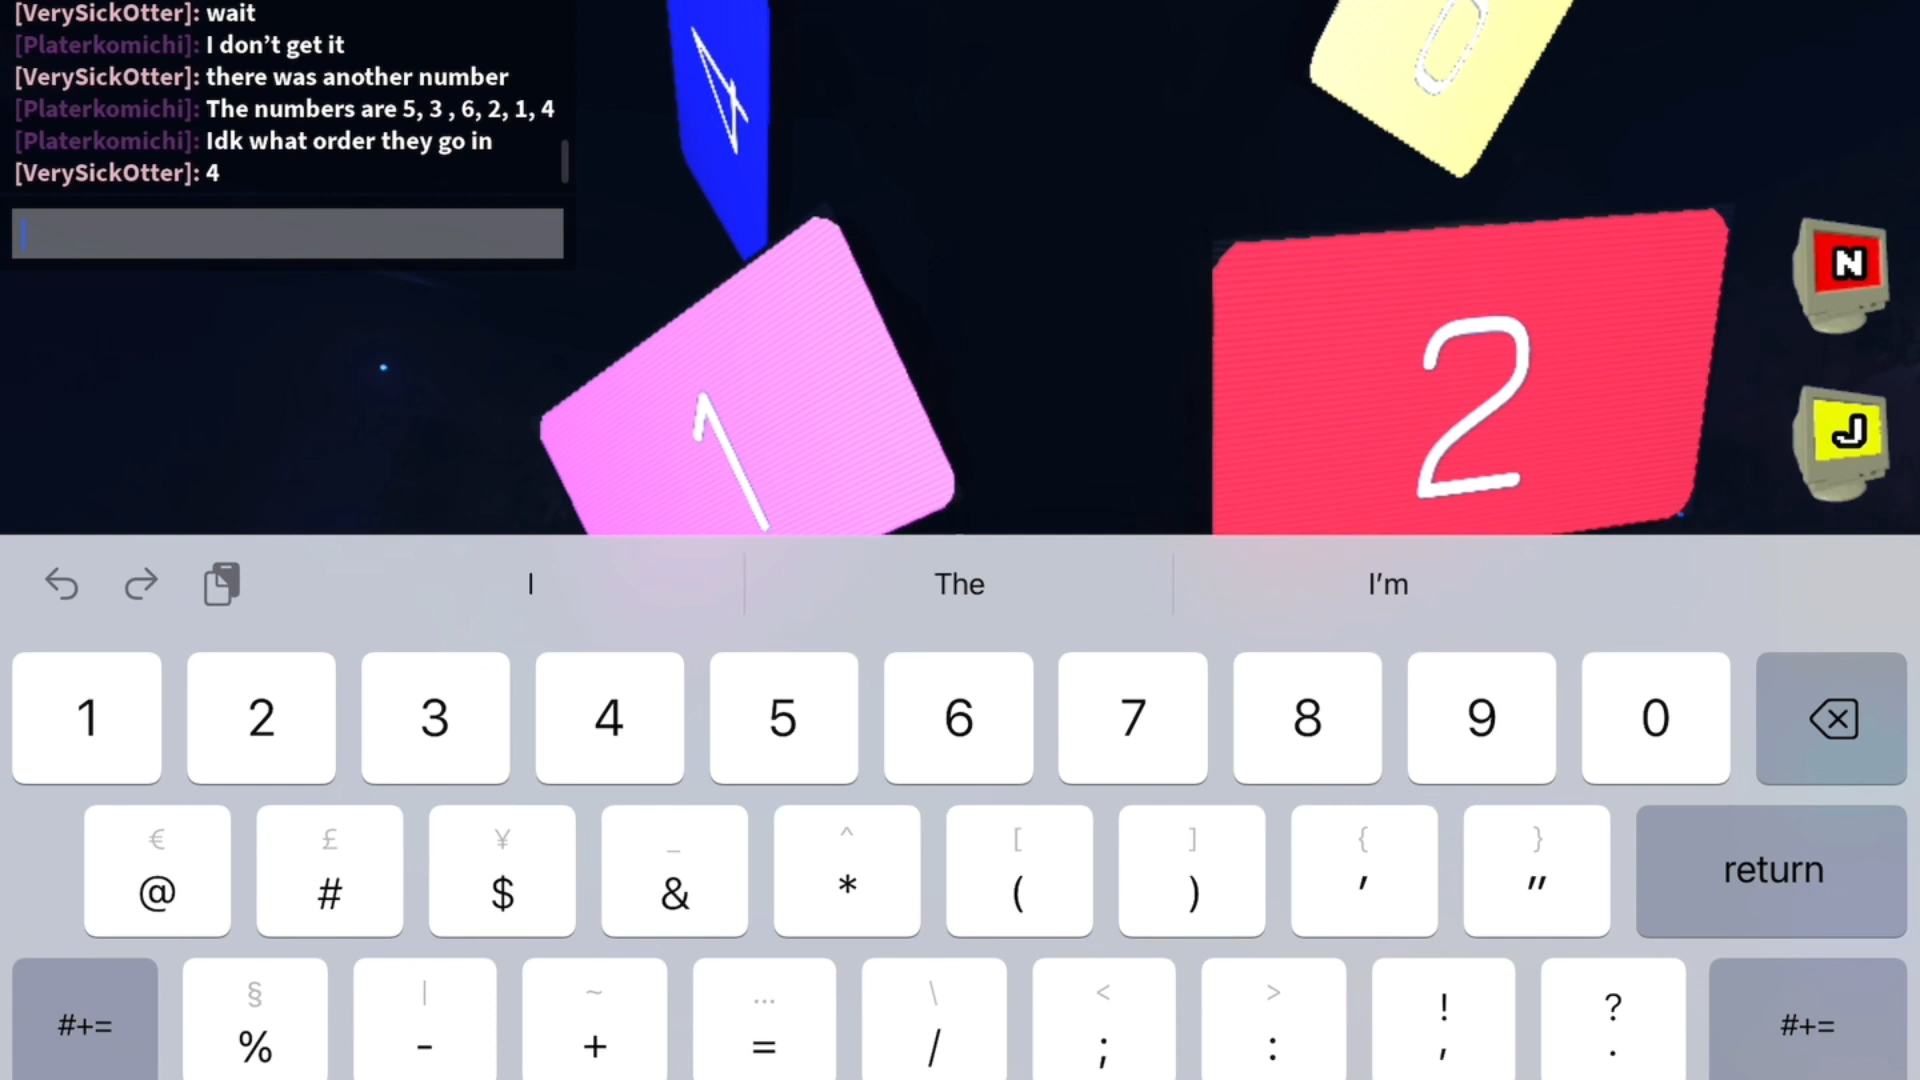 [VerySickOtter]: wait
[Platerkomichi]: I don’t get it
[VerySickOtter]: there was another number
[Platerkomichi]: The numbers are 5, 3 , 6, 2, 1, 4
[Platerkomichi]: Idk what order they go in
[VerySickOtter]: 4
4
1
2
N
J
I
The
I’m
1 2 3 4 5 6 7 8 9 0
€ £ ¥ _ ^ [ ] { }
@ # $ & * ( ) ' "
return
§ | ~ … \ < > ! ?
#+= % - + = / ; : , . #+=